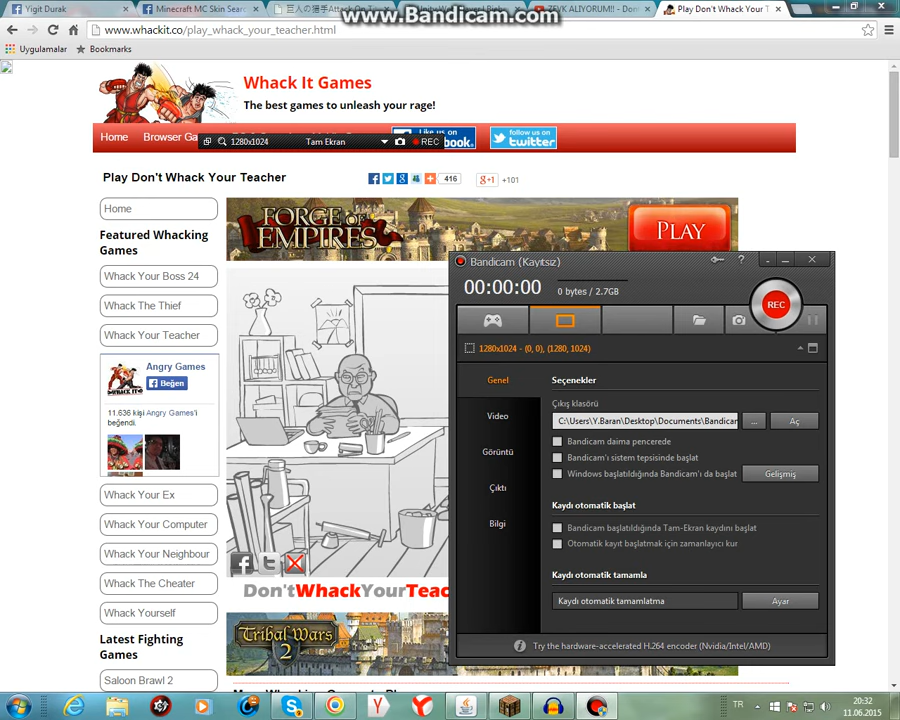 www.Bandicam.com
Yigit Durak
Minecraft MC Skin Searc
巨人の
ZEVK ALIYORUM!! - Dom
Play Don't Whack Your T
www.whackit.co/play_whack_your_teacher.html
Uygulamalar
Bookmarks
Whack It Games
The best games to unleash your rage!
Home
Browser Ga
1280x1024
Tam Ekran
REC
book.
follow us on
twitter
Play Don't Whack Your Teacher
416
+1
+101
Home
Featured Whacking
Games
Whack Your Boss 24
Whack The Thief
Whack Your Teacher
Angry Games
Beğen
11.636 kişi Angry Games'i
beğendi.
Whack Your Ex
Whack Your Computer
Whack Your Neighbour
Whack The Cheater
Whack Yourself
Latest Fighting
Games
Saloon Brawl 2
FORGE OF
EMPIRES
PLAY
Don'tWhackYourTeac
TRIBAL WARS
2
Bandicam (Kayıtsız)
00:00:00
0 bytes / 2.7GB
REC
1280x1024 - (0, 0), (1280, 1024)
Genel
Video
Görüntü
Çıktı
Bilgi
Seçenekler
Çıkış klasörü
C:\Users\Y.Baran\Desktop\Documents\Bandicar
...
Aç
Bandicam daima pencerede
Bandicam'ı sistem tepsisinde başlat
Windows başlatıldığında Bandicam'ı da başlat
Gelişmiş
Kaydı otomatik başlat
Bandicam başlatıldığında Tam-Ekran kaydını başlat
Otomatik kayıt başlatmak için zamanlayıcı kur
Kaydı otomatik tamamla
Kaydı otomatik tamamlatma
Ayar
Try the hardware-accelerated H.264 encoder (Nvidia/Intel/AMD)
TR
20:32
11.06.2015